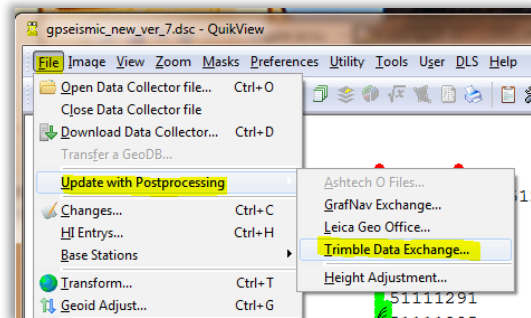 gpseismic_new_ver_7.dsc - QuikView
File Image View Zoom Masks Preferences Utility Tools User DLS Help
Open Data Collector file... Ctrl+O
Close Data Collector file
Download Data Collector... Ctrl+D
Transfer a GeoDB...
Update with Postprocessing
Changes... Ctrl+C
HI Entrys... Ctrl+H
Base Stations
Transform... Ctrl+T
Geoid Adjust... Ctrl+G
Ashtech O Files...
GrafNav Exchange...
Leica Geo Office...
Trimble Data Exchange...
Height Adjustment...
51111291